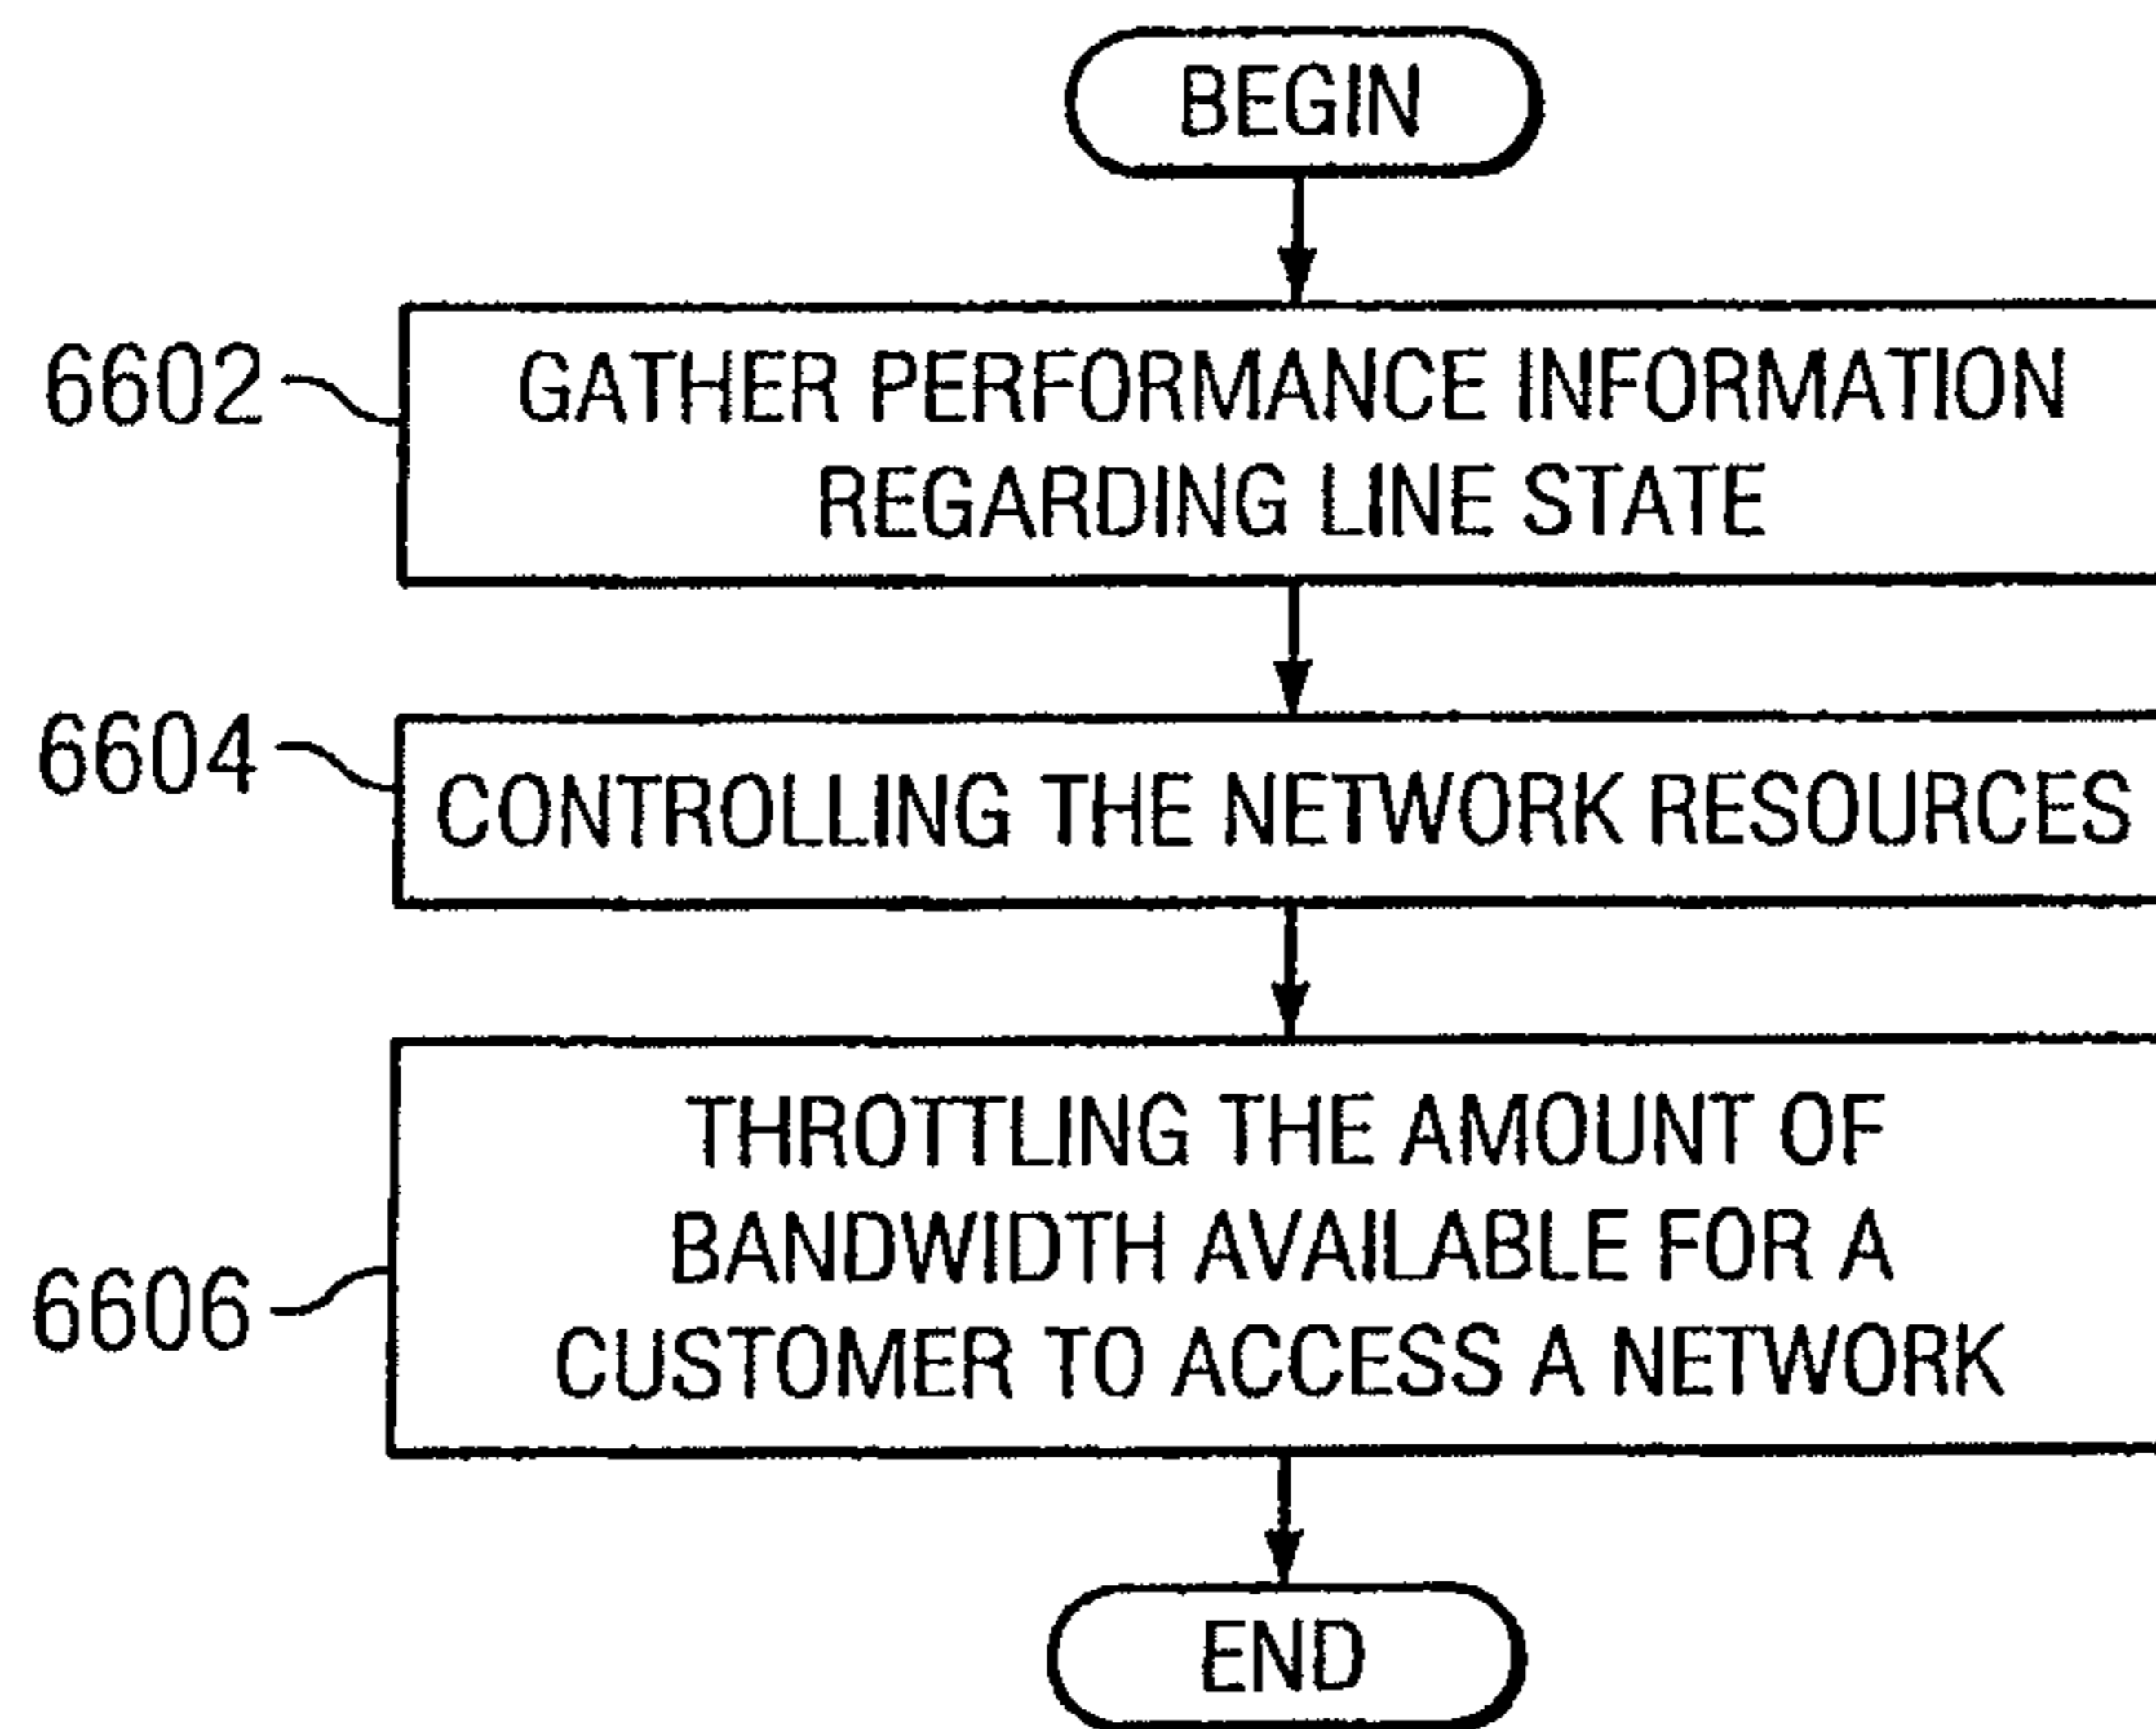 BEGIN
6602
GATHER PERFORMANCE INFORMATION
REGARDING LINE STATE
6604
CONTROLLING THE NETWORK RESOURCES
THROTTLING THE AMOUNT OF
BANDWIDTH AVAILABLE FOR A
6606
CUSTOMER TO ACCESS A NETWORK
END